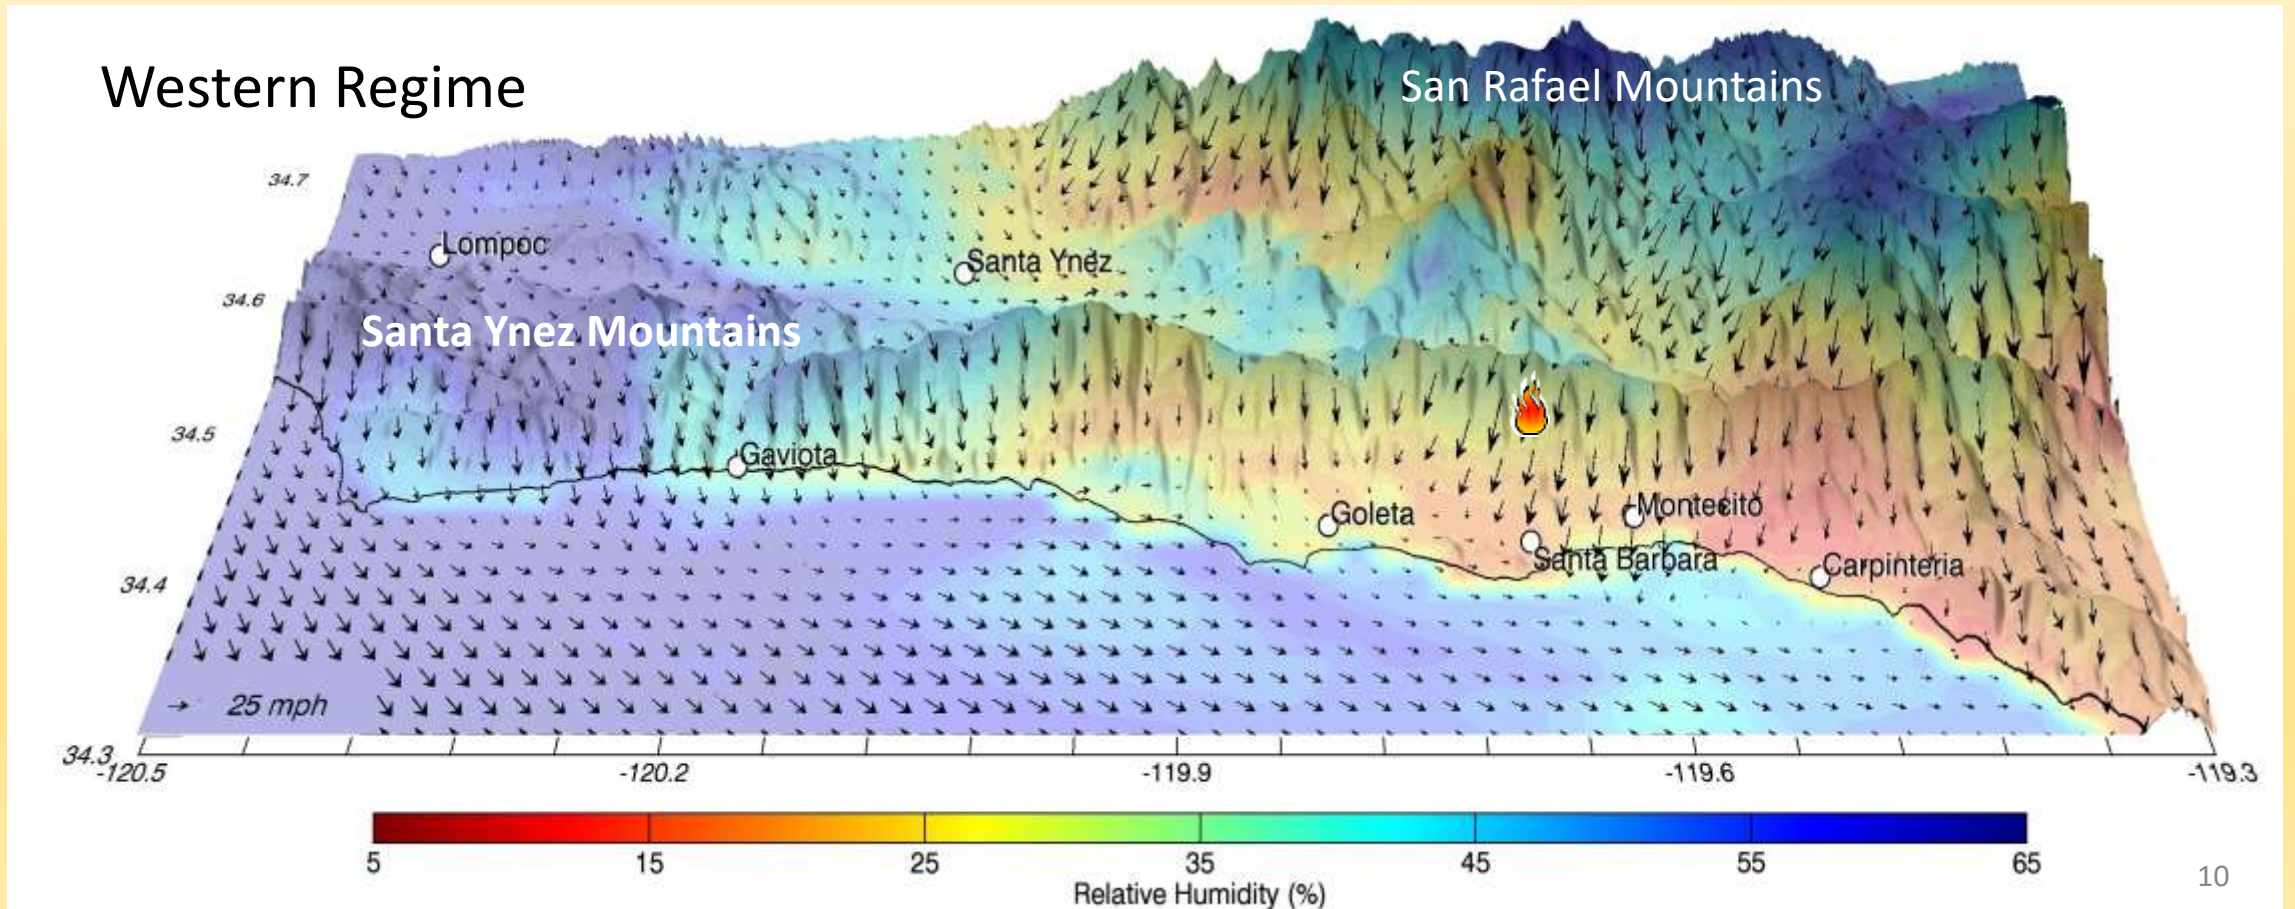 Western Regime
San Rafael Mountains
34.7
Lompoc
Santa Ynez
34.6
Santa Ynez Mountains
34.5
Gaviota
Goleta
Montecito
Santa Barbara
Carpinteria
34.4
25 mph
34.3
-120.5 -120.2 -119.9 -119.6 -119.3
5 15 25 35 45 55 65
Relative Humidity (%)
10